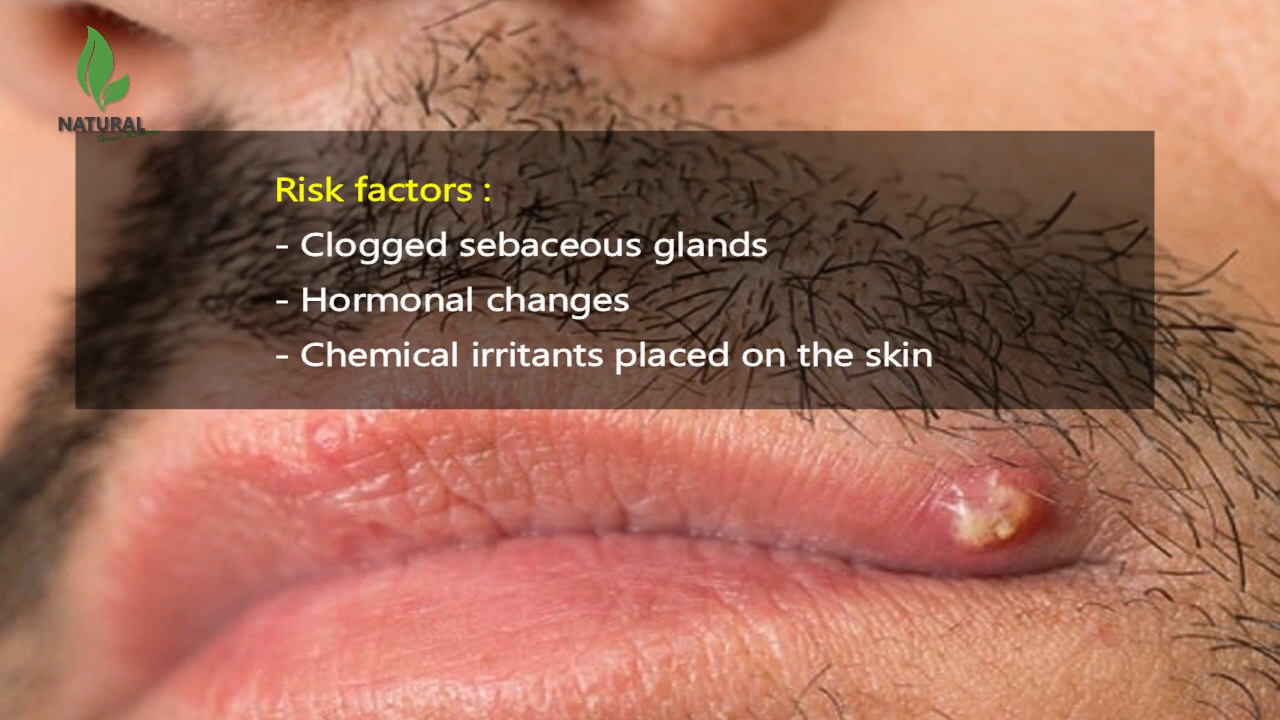 NATURAL
Risk factors :
- Clogged sebaceous glands
- Hormonal changes
- Chemical irritants placed on the skin